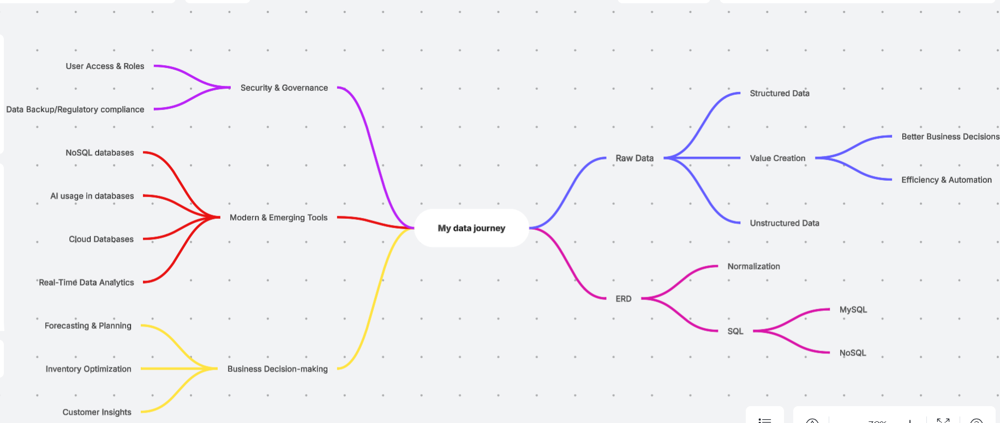 User Access & Roles
Security & Governance
Data Backup/Regulatory compliance
NoSQL databases
AI usage in databases
Modern & Emerging Tools
Cloud Databases
Real-Time Data Analytics
Forecasting & Planning
Inventory Optimization
Business Decision-making
Customer Insights
My data journey
Structured Data
Better Business Decisions
Raw Data
Value Creation
Efficiency & Automation
Unstructured Data
Normalization
ERD
MySQL
SQL
NoSQL